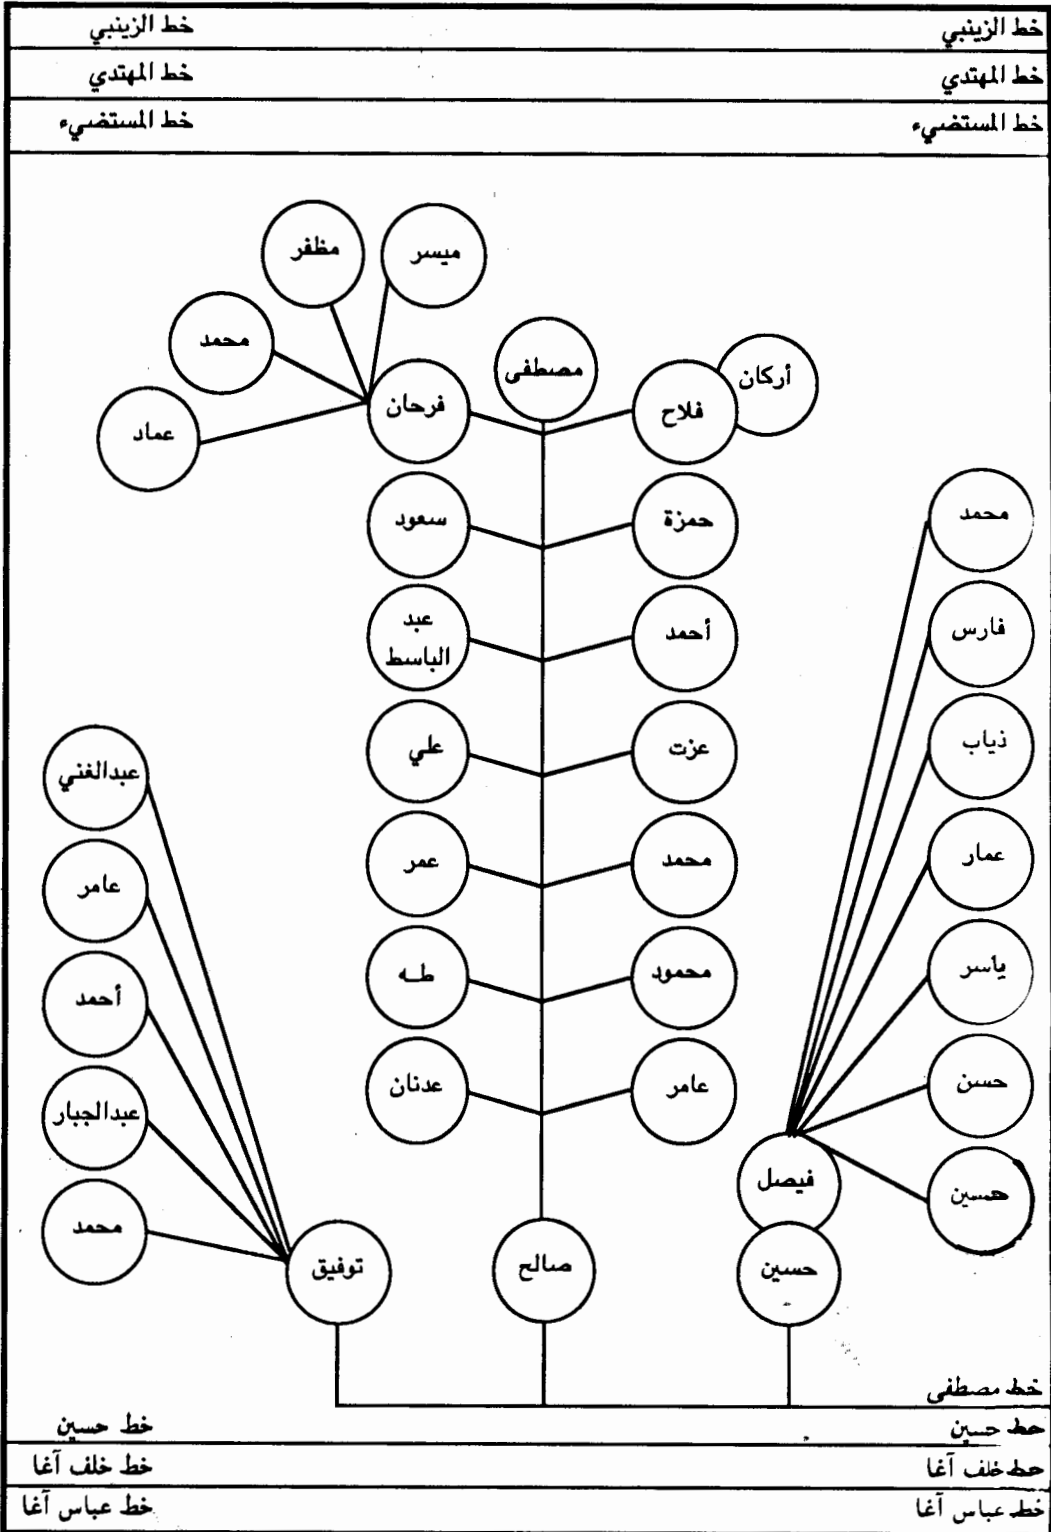 خط الزينبي خط الزينبي
خط المهتدي خط المهتدي
خط المستضيء خط المستضيء
ميسر
مظفر
محمد
عماد
مصطفى
أركان
فلاح
فرحان
حمزة
سعود
أحمد
عبد
الباسط
عزت
علي
محمد
عمر
محمود
طــه
عامر
عدنان
محمد
فارس
ذياب
عمار
ياسر
حسن
حسين
فيصل
حسين
صالح
توفيق
عبدالغني
عامر
أحمد
عبدالجبار
محمد
خط مصطفى
خط حسين خط حسين
خط خلف آغا خط خلف آغا
خط عباس آغا خط عباس آغا